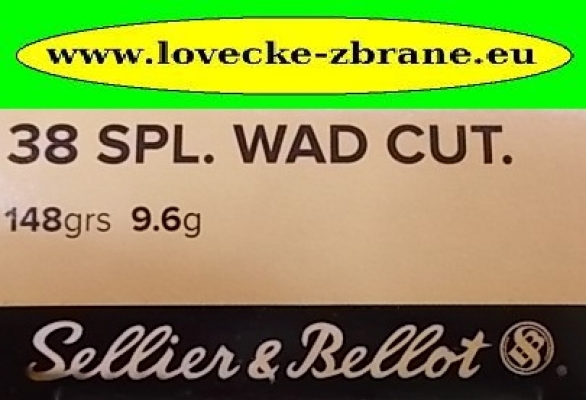 www.lovecke-zbrane.eu
38 SPL. WAD CUT.
148grs 9.6g
Sellier & Bellot